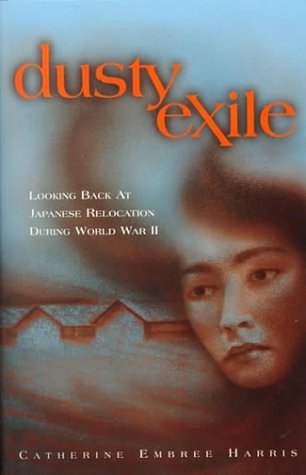 dusty
exile
Looking Back At
Japanese Relocation
During World War II
Catherine Embree Harris